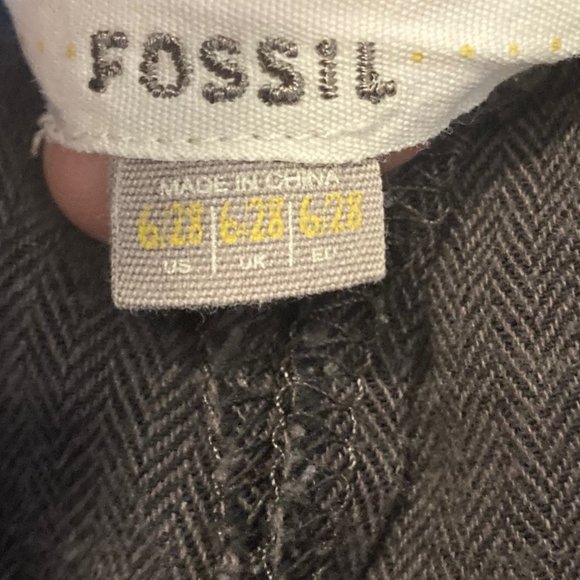 FOSSiL
MADE IN CHINA
6/28 6/28 6/28
US UK EU